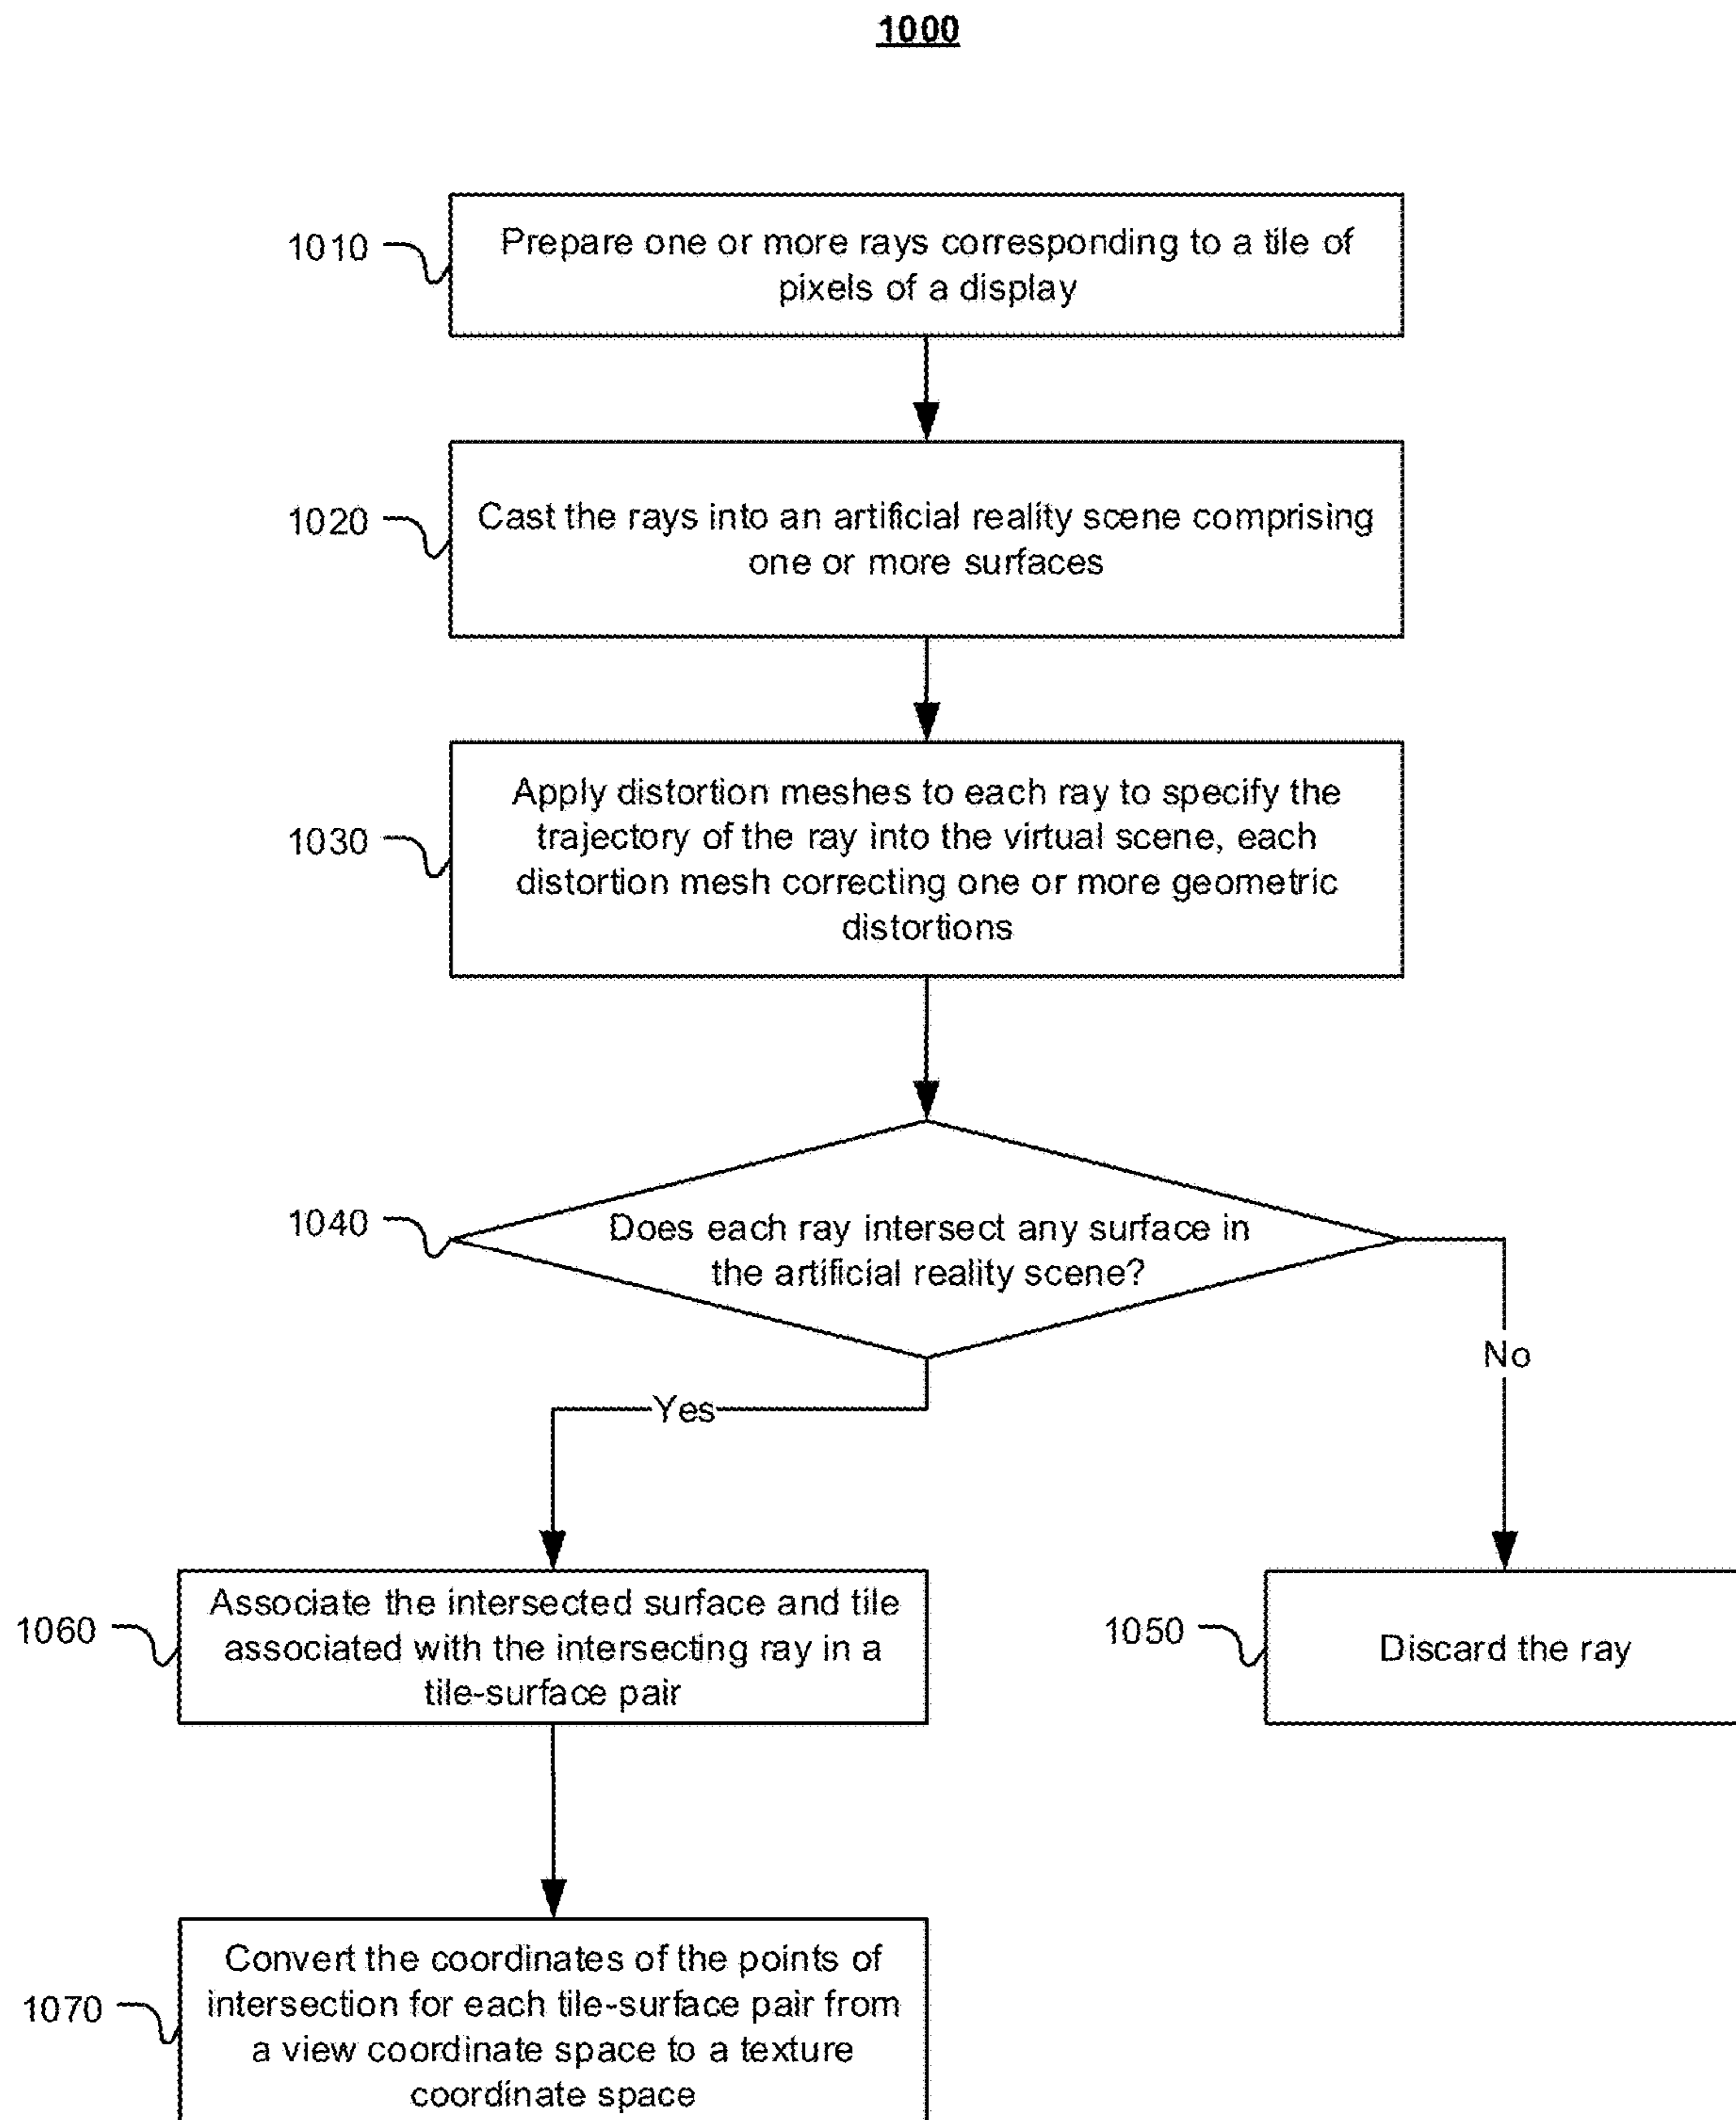 1000
1010
Prepare one or more rays corresponding to a tile of
pixels of a display
1020
Cast the rays into an artificial reality scene comprising
one or more surfaces
1030
Apply distortion meshes to each ray to specify the
trajectory of the ray into the virtual scene, each
distortion mesh correcting one or more geometric
distortions
1040
Does each ray intersect any surface in
the artificial reality scene?
No
Yes
1060
Associate the intersected surface and tile
associated with the intersecting ray in a
tile-surface pair
1050
Discard the ray
1070
Convert the coordinates of the points of
intersection for each tile-surface pair from
a view coordinate space to a texture
coordinate space